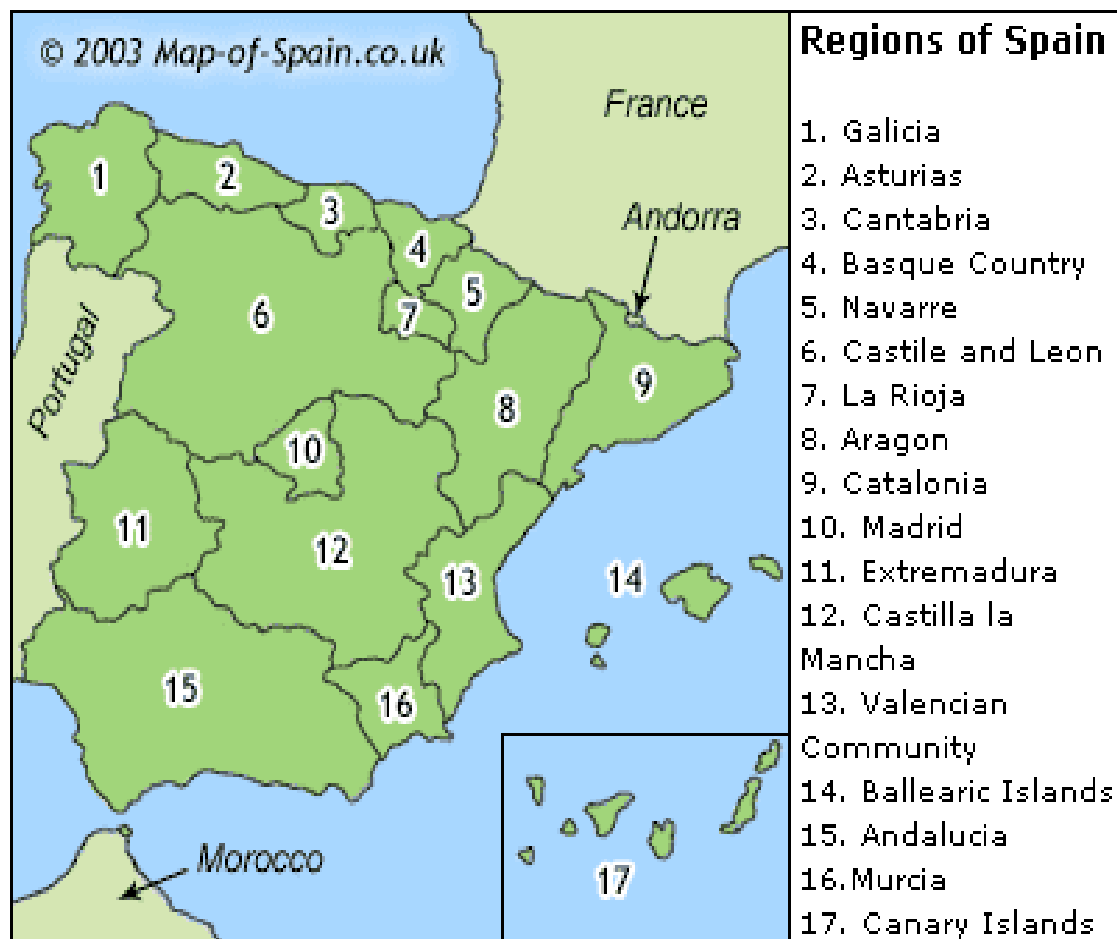 © 2003 Map-of-Spain.co.uk
France
Andorra
Portugal
Morocco
1
2
3
4
5
6
7
8
9
10
11
12
13
14
15
16
17
Regions of Spain
1. Galicia
2. Asturias
3. Cantabria
4. Basque Country
5. Navarre
6. Castile and Leon
7. La Rioja
8. Aragon
9. Catalonia
10. Madrid
11. Extremadura
12. Castilla la
Mancha
13. Valencian
Community
14. Ballearic Islands
15. Andalucia
16.Murcia
17. Canary Islands